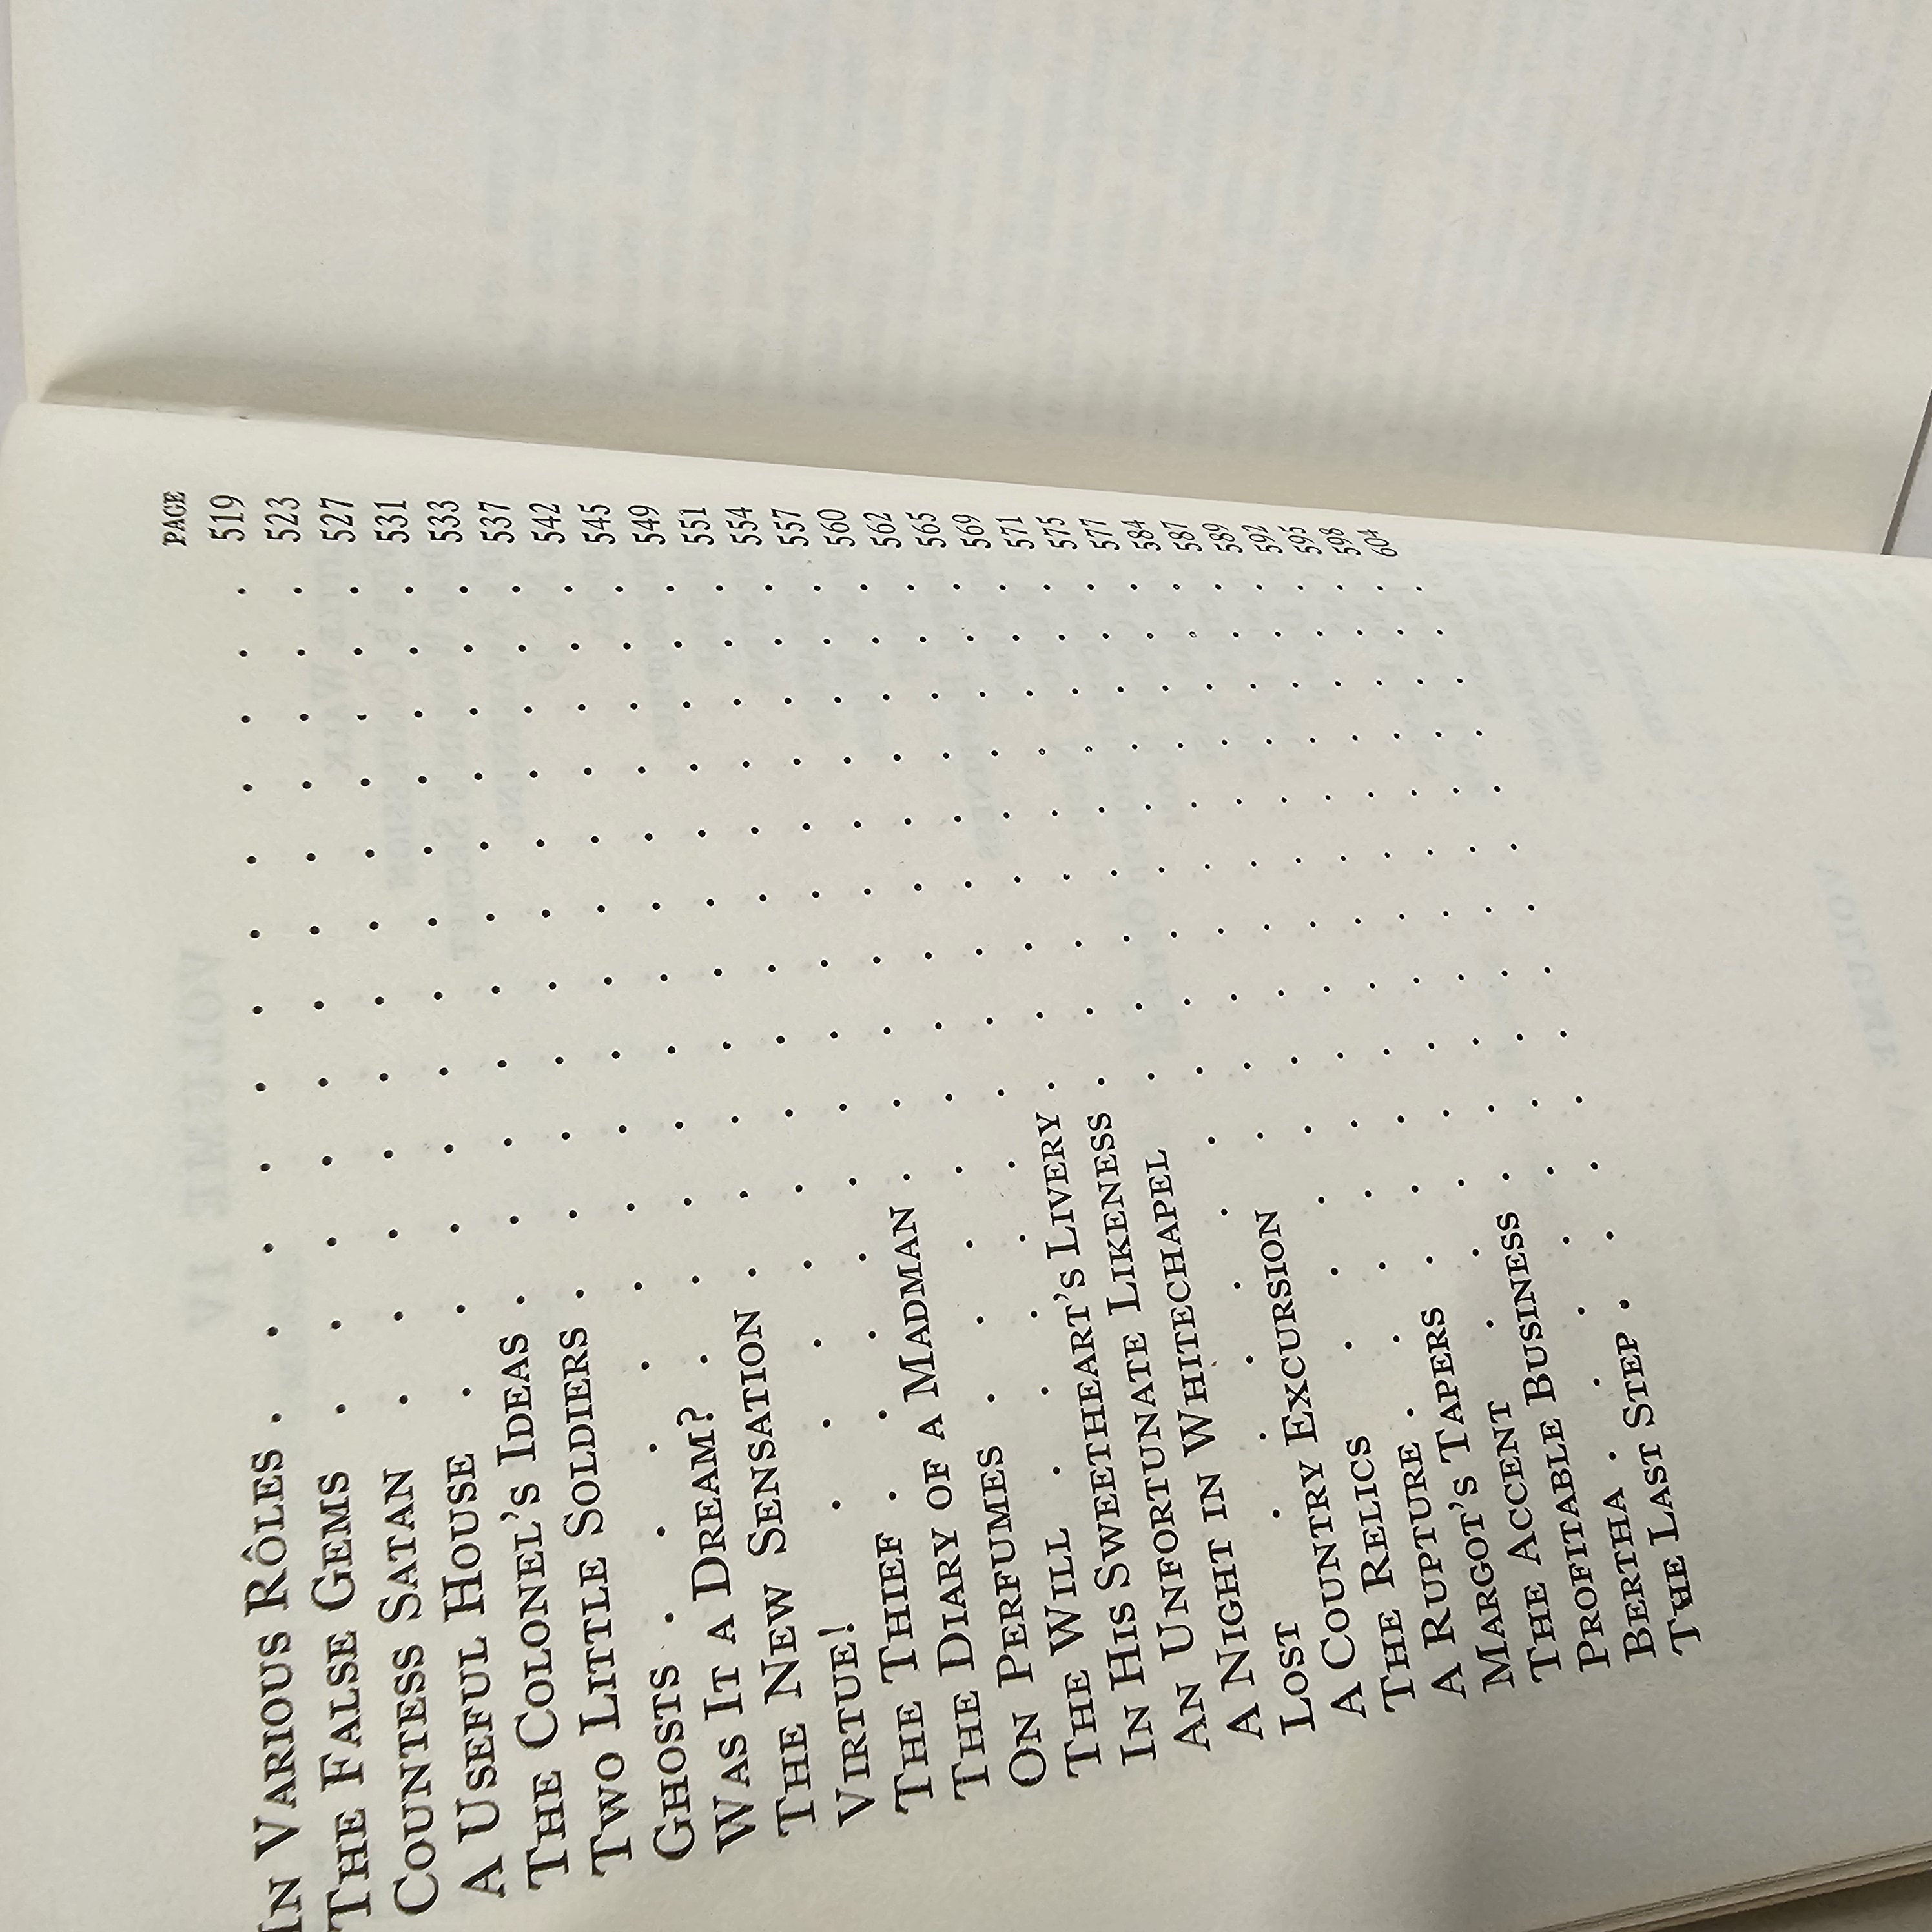 PAGE
IN VARIOUS RÔLES . . . . . . . . . . . 519
THE FALSE GEMS . . . . . . . . . . . 523
COUNTESS SATAN . . . . . . . . . . . 527
A USEFUL HOUSE . . . . . . . . . . . 531
THE COLONEL'S IDEAS . . . . . . . . . . 533
TWO LITTLE SOLDIERS . . . . . . . . . . 537
GHOSTS . . . . . . . . . . . . . . 542
WAS IT A DREAM? . . . . . . . . . . . 545
THE NEW SENSATION . . . . . . . . . . 549
VIRTUE! . . . . . . . . . . . . . 551
THE THIEF . . . . . . . . . . . . . 554
THE DIARY OF A MADMAN . . . . . . . . . 557
ON PERFUMES . . . . . . . . . . . . 560
THE WILL . . . . . . . . . . . . . 562
IN HIS SWEETHEART'S LIVERY . . . . . . . . 565
AN UNFORTUNATE LIKENESS . . . . . . . . 569
A NIGHT IN WHITECHAPEL . . . . . . . . 571
LOST . . . . . . . . . . . . . . 575
A COUNTRY EXCURSION . . . . . . . . . 577
THE RELICS . . . . . . . . . . . . 584
A RUPTURE . . . . . . . . . . . . . 587
MARGOT'S TAPERS . . . . . . . . . . . 589
THE ACCENT . . . . . . . . . . . . 592
PROFITABLE BUSINESS . . . . . . . . . . 595
BERTHA . . . . . . . . . . . . . . 598
THE LAST STEP . . . . . . . . . . . . 604